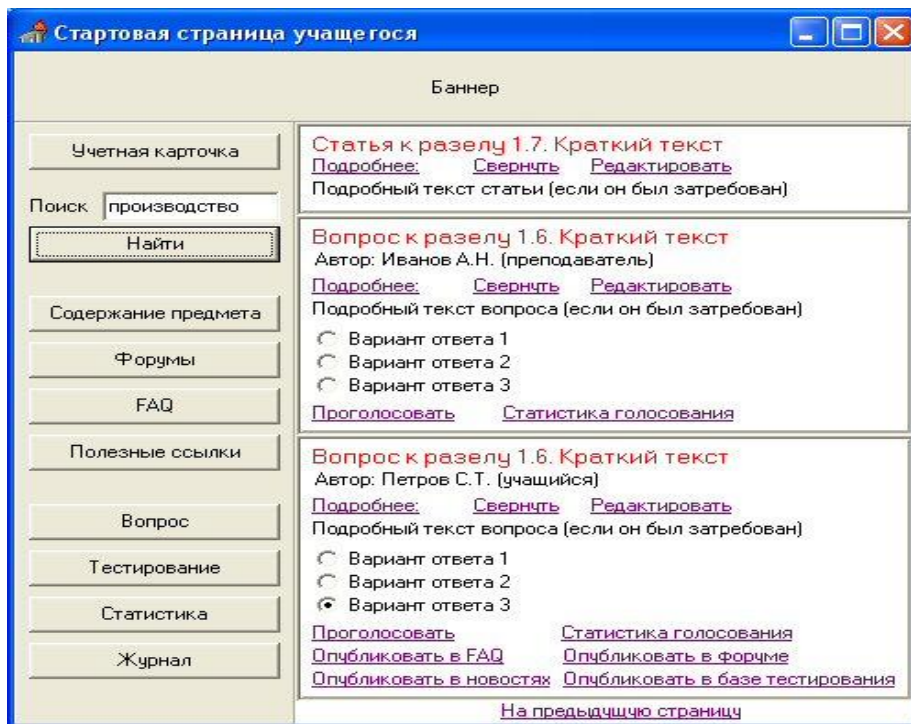 Стартовая страница учащегося
Баннер
Учетная карточка
Поиск производство
Найти
Содержание предмета
Форумы
FAQ
Полезные ссылки
Вопрос
Тестирование
Статистика
Журнал
Статья к разелу 1.7. Краткий текст
Подробнее: Свернуть Редактировать
Подробный текст статьи (если он был затребован)
Вопрос к разелу 1.6. Краткий текст
Автор: Иванов А.Н. (преподаватель)
Подробнее: Свернуть Редактировать
Подробный текст вопроса (если он был затребован)
Вариант ответа 1
Вариант ответа 2
Вариант ответа 3
Проголосовать Статистика голосования
Вопрос к разелу 1.6. Краткий текст
Автор: Петров С.Т. (учащийся)
Подробнее: Свернуть Редактировать
Подробный текст вопроса (если он был затребован)
Вариант ответа 1
Вариант ответа 2
Вариант ответа 3
Проголосовать Статистика голосования
Опубликовать в FAQ Опубликовать в форуме
Опубликовать в новостях Опубликовать в базе тестирования
На предыдущую страницу